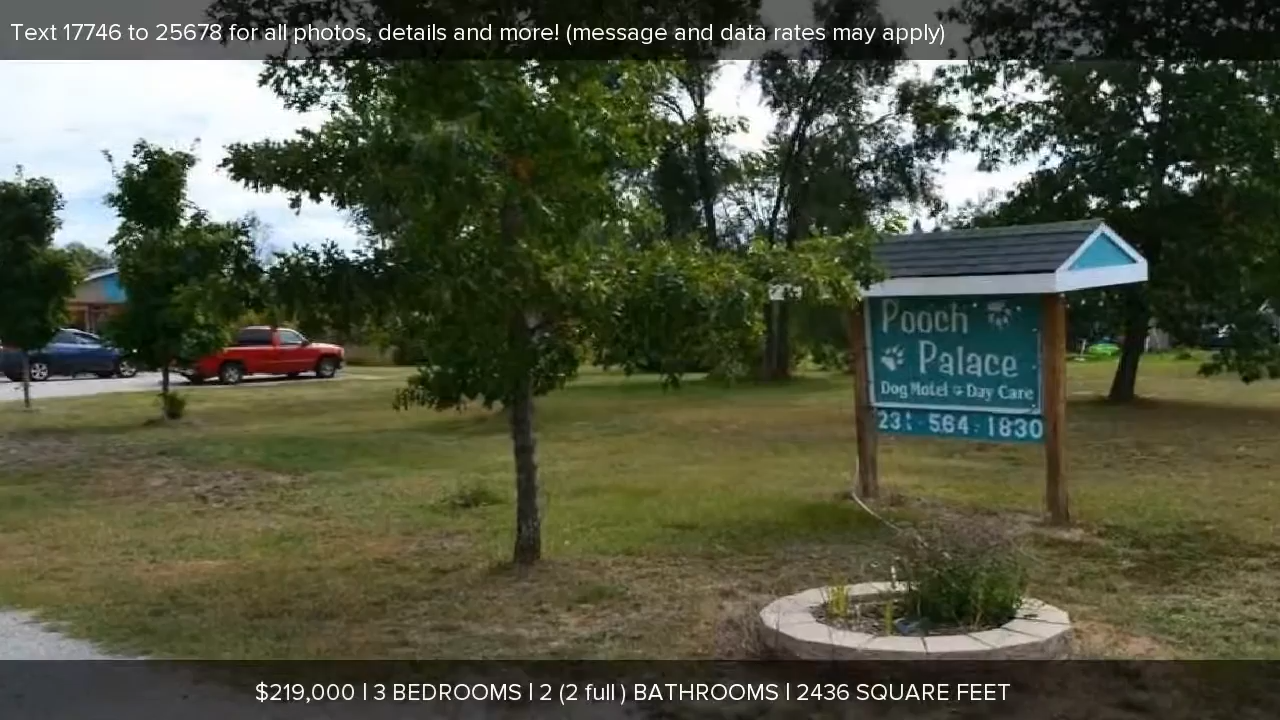 Text 17746 to 25678 for all photos, details and more! (message and data rates may apply)
Pooch
Palace
Dog Motel & Day Care
231-564-1830
$219,000 | 3 BEDROOMS | 2 (2 full ) BATHROOMS | 2436 SQUARE FEET